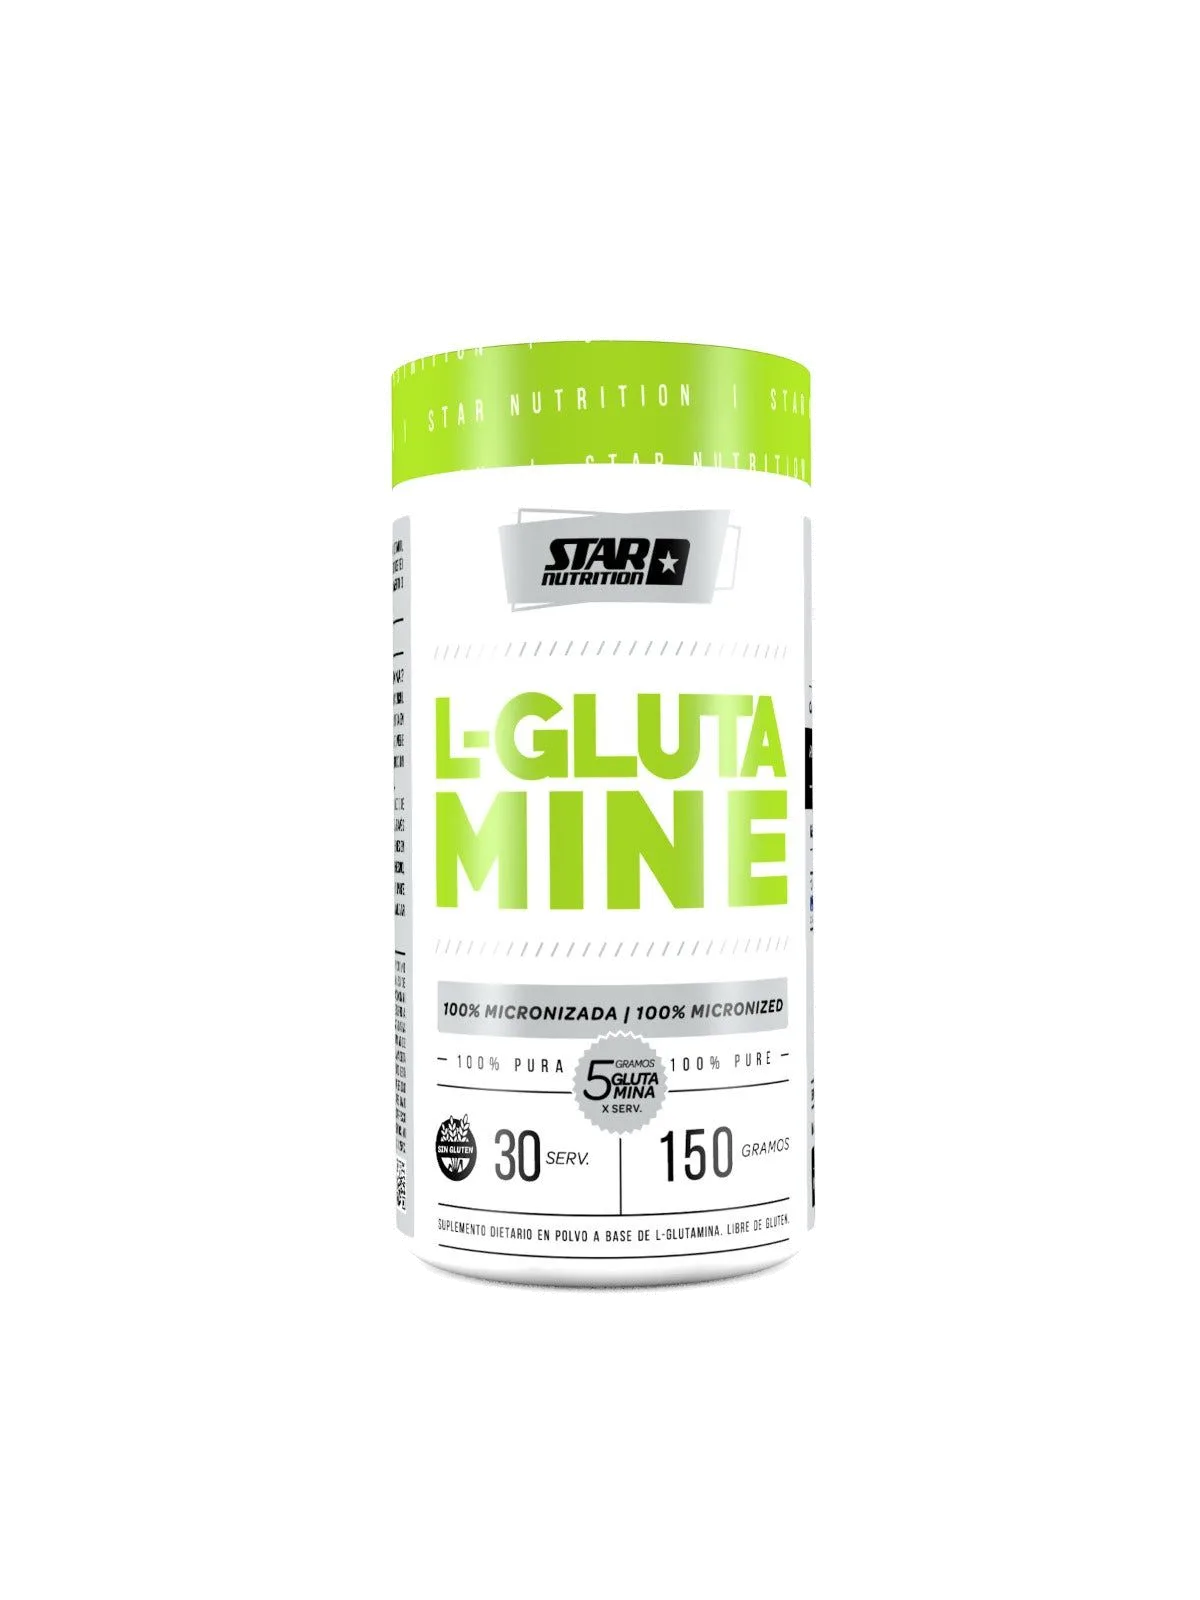 STAR NUTRITION | STAR
STAR NUTRITION
STAR
NUTRITION
L-GLUTA
MINE
100% MICRONIZADA / 100% MICRONIZED
100% PURA
5 GRAMOS
GLUTA
MINA
X SERV.
100% PURE
SIN GLUTEN
30 SERV.
150 GRAMOS
SUPLEMENTO DIETARIO EN POLVO A BASE DE L-GLUTAMINA. LIBRE DE GLUTEN.